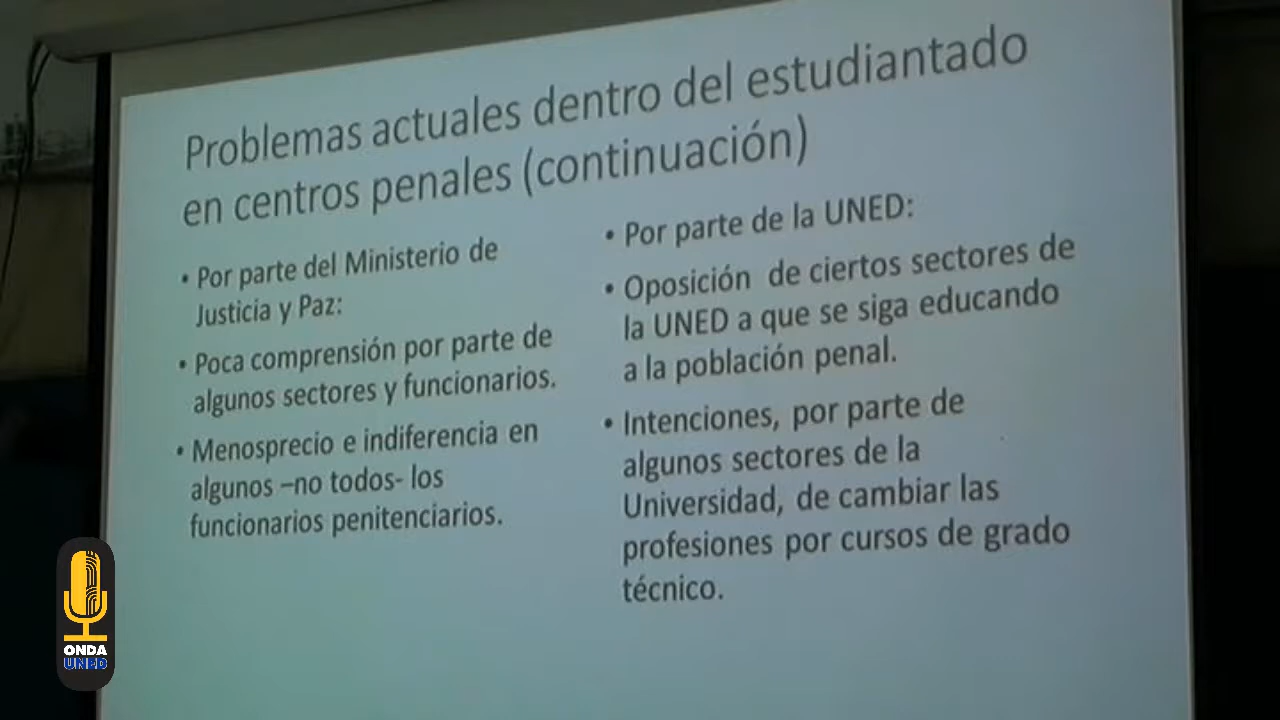 Problemas actuales dentro del estudiantado
en centros penales (continuación)
• Por parte del Ministerio de
Justicia y Paz:
• Poca comprensión por parte de
algunos sectores y funcionarios.
• Menosprecio e indiferencia en
algunos –no todos- los
funcionarios penitenciarios.
• Por parte de la UNED:
• Oposición de ciertos sectores de
la UNED a que se siga educando
a la población penal.
• Intenciones, por parte de
algunos sectores de la
Universidad, de cambiar las
profesiones por cursos de grado
técnico.
ONDA
UNED